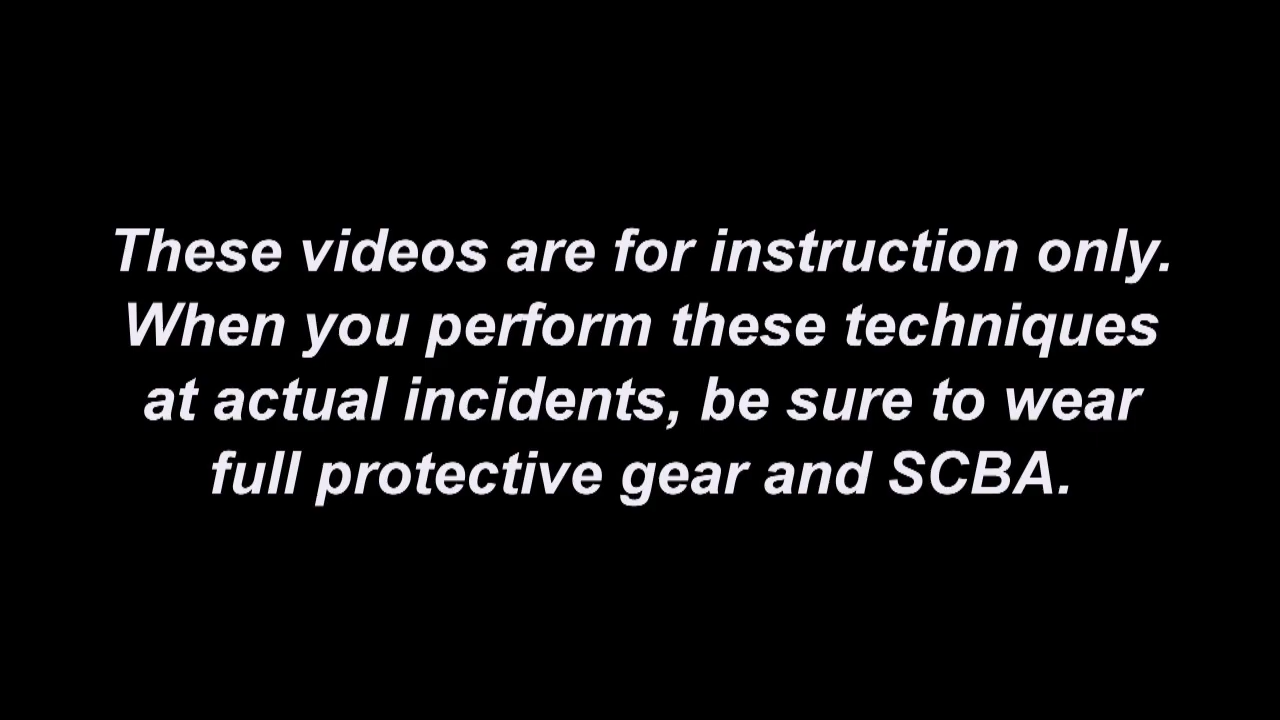 These videos are for instruction only.
When you perform these techniques
at actual incidents, be sure to wear
full protective gear and SCBA.